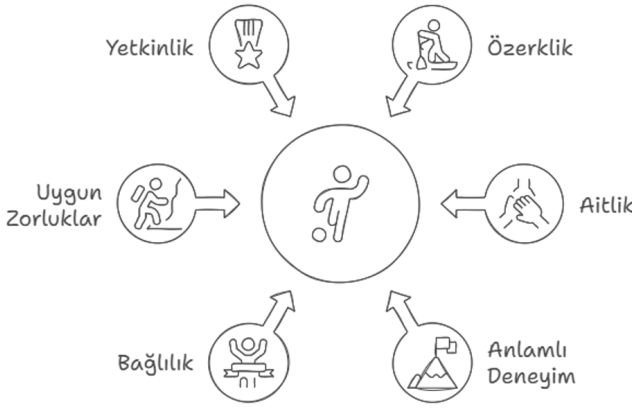 Yetkinlik
Özerklik
Uygun
Zorluklar
Aitlik
Bağlılık
Anlamlı
Deneyim